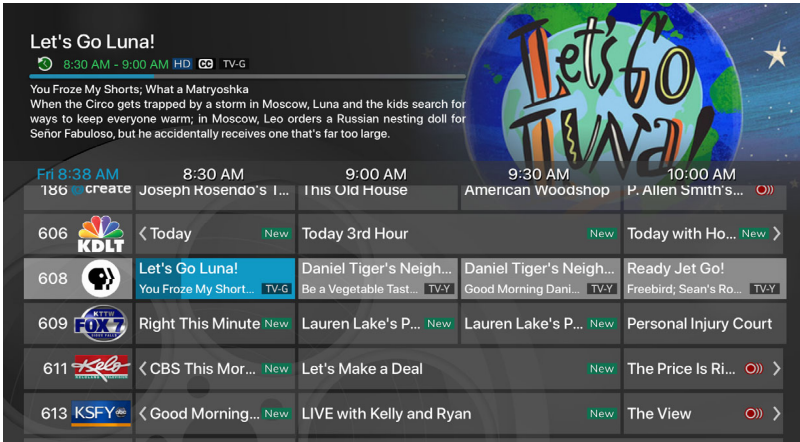 Let's Go Luna!
8:30 AM - 9:00 AM HD CC TV-G
You Froze My Shorts; What a Matryoshka
When the Circo gets trapped by a storm in Moscow, Luna and the kids search for
ways to keep everyone warm; in Moscow, Leo orders a Russian nesting doll for
Señor Fabuloso, but he accidentally receives one that's far too large.
Let's Go Luna!
Fri 8:38 AM 8:30 AM 9:00 AM 9:30 AM 10:00 AM
186 create Joseph Rosendo's T... This Old House American Woodshop P. Allen Smith's...
606 KDLT Today New Today 3rd Hour New Today with Ho... New
608 Let's Go Luna! Daniel Tiger's Neigh... Daniel Tiger's Neigh... Ready Jet Go!
You Froze My Short... TV-G Be a Vegetable Tast... TV-Y Good Morning Dani... TV-Y Freebird; Sean's Ro... TV-Y
609 KTTW FOX 7 SIOUX FALLS Right This Minute New Lauren Lake's P... New Lauren Lake's P... New Personal Injury Court
611 Kelo CBS This Mor... New Let's Make a Deal New The Price Is Ri...
613 KSFY abc Good Morning... New LIVE with Kelly and Ryan New The View